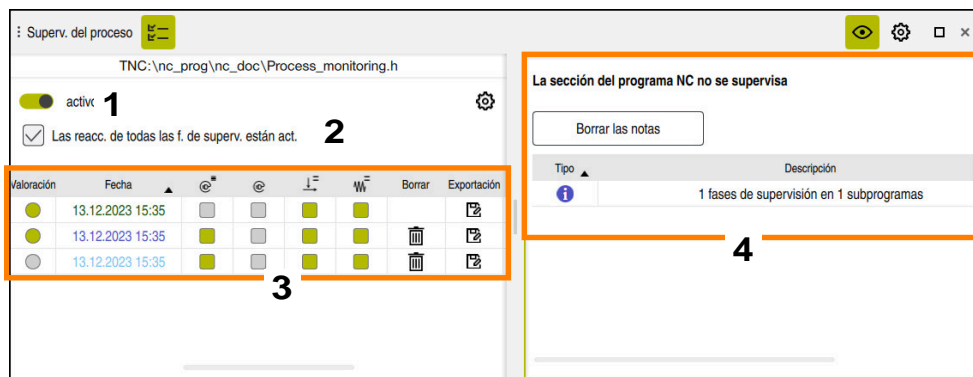 Superv. del proceso
TNC:\nc_prog\nc_doc\Process_monitoring.h
activo 1
Las reacc. de todas las f. de superv. están act. 2
Valoración Fecha Borrar Exportación
13.12.2023 15:35
13.12.2023 15:35
13.12.2023 15:35
3
La sección del programa NC no se supervisa
Borrar las notas
Tipo Descripción
1 fases de supervisión en 1 subprogramas
4